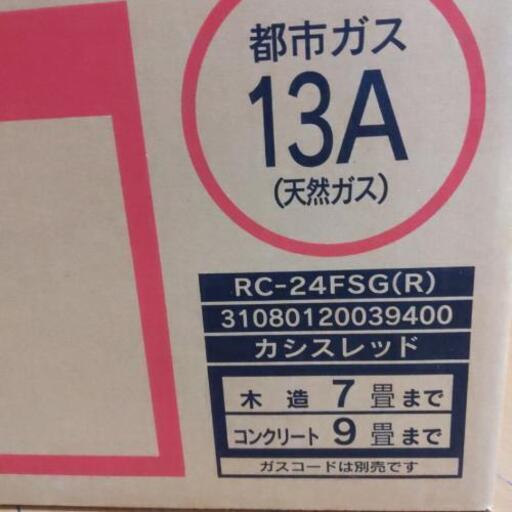 都市ガス
13A
(天然ガス)
RC-24FSG(R)
31080120039400
カシスレッド
木造 7 畳まで
コンクリート 9 畳まで
ガスコードは別売です